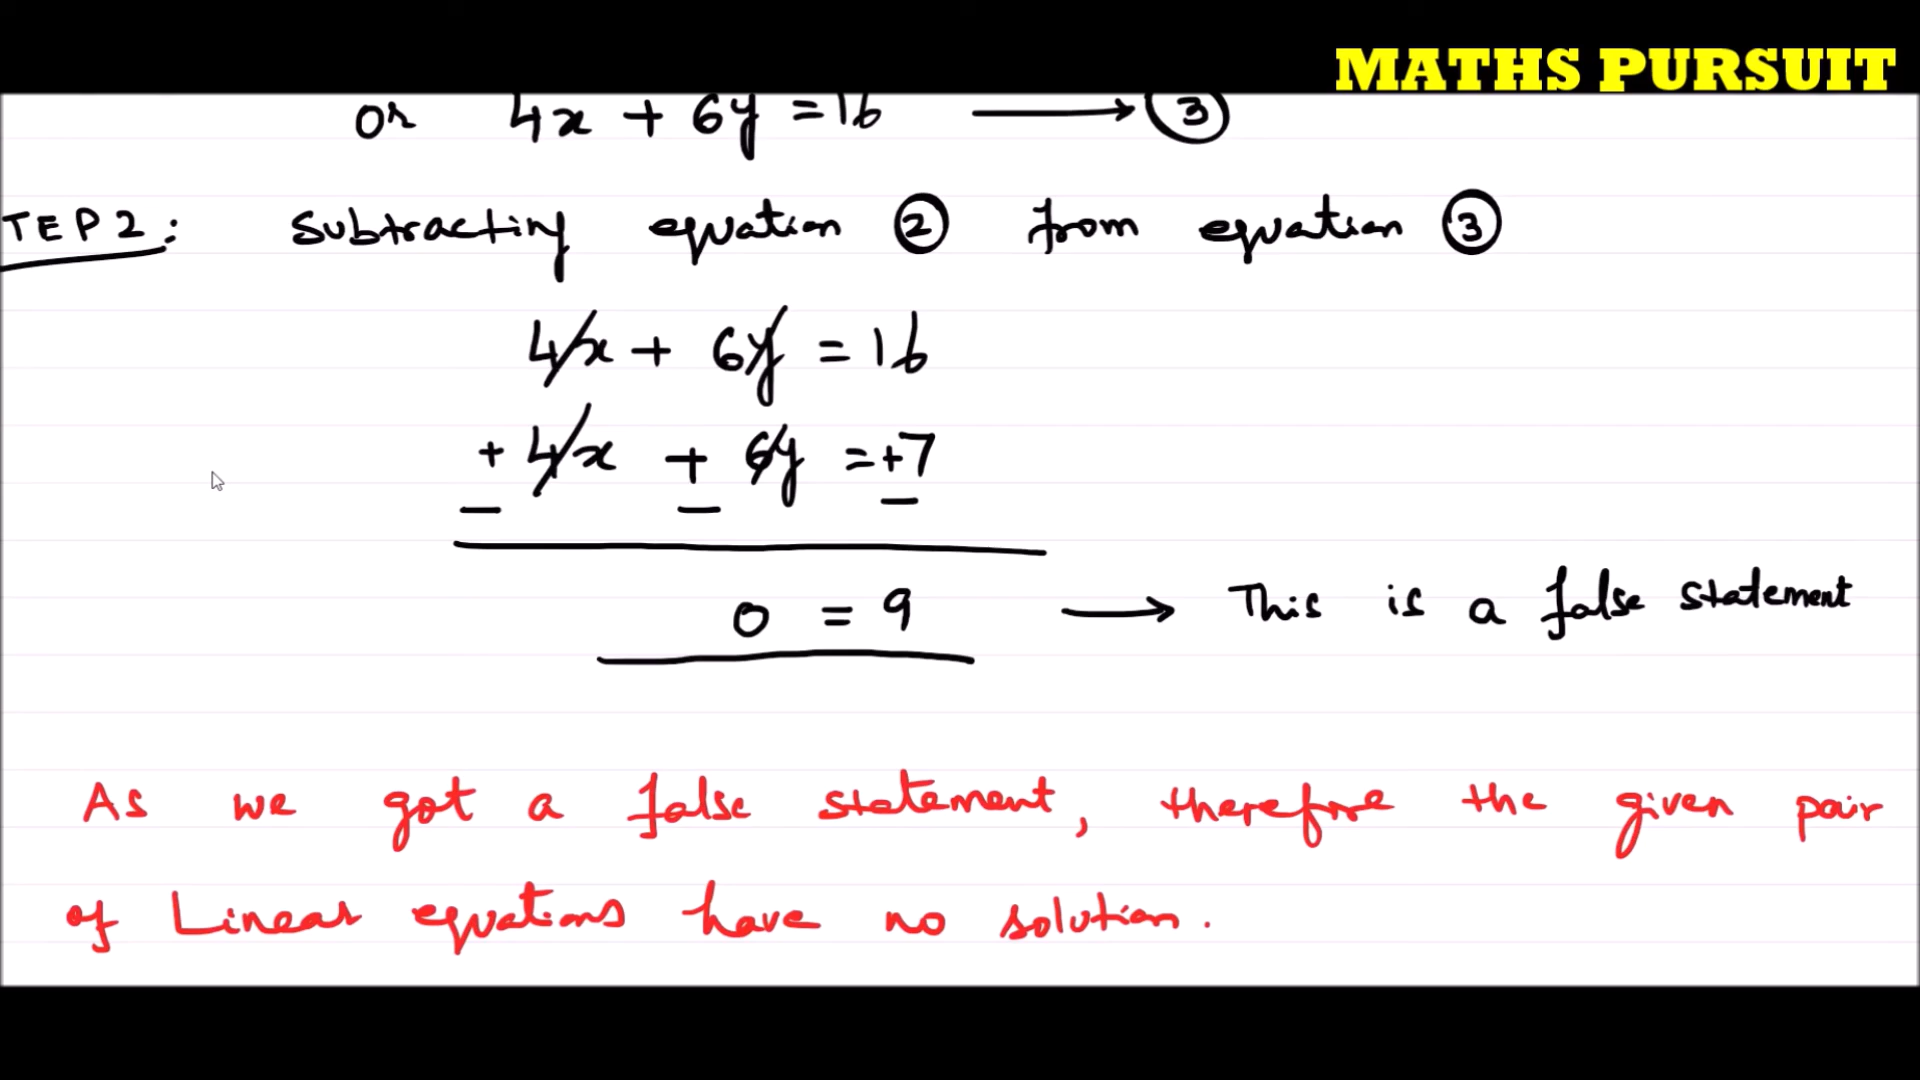 MATHS PURSUIT
or 4x + 6y = 16 ⟶ ③
TEP 2 : Subtracting equation ② from equation ③
4x + 6y = 16
+ 4x + 6y = +7
− − −
0 = 9 ⟶ This is a false statement
As we got a false statement, therefore the given pair
of Linear equations have no solution.